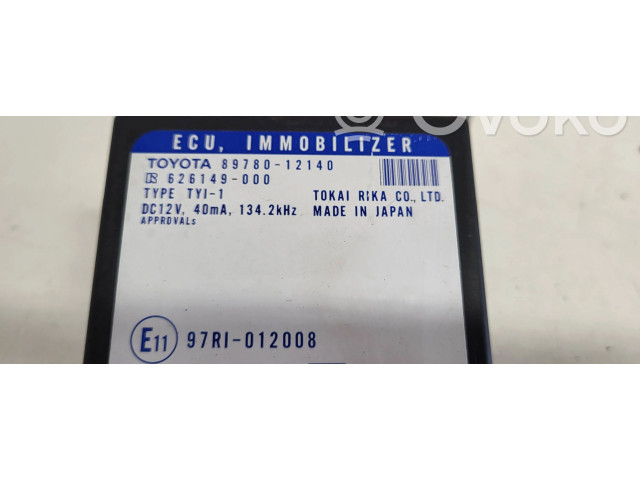 Ovoko
ECU, IMMOBILIZER
TOYOTA 89780-12140
626149-000
TYPE TYI-1 TOKAI RIKA CO., LTD.
DC12V, 40mA, 134.2kHz MADE IN JAPAN
APPROVALs
E11 97RI-012008